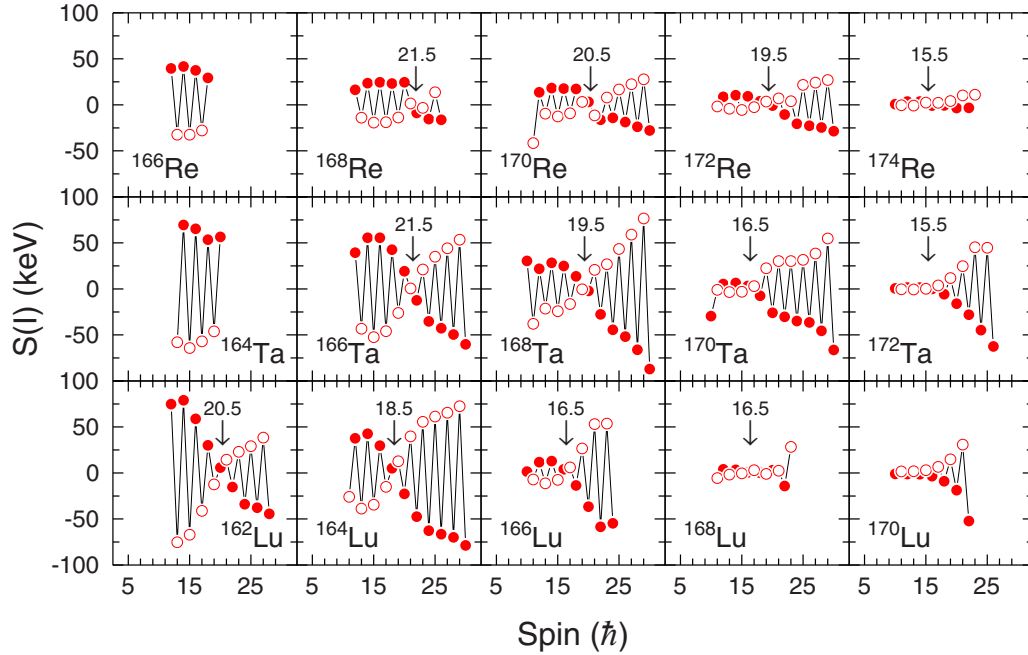 100
50
0
-50
21.5
20.5
19.5
15.5
166Re
168Re
170Re
172Re
174Re
100
50
0
-50
21.5
19.5
16.5
15.5
164Ta
166Ta
168Ta
170Ta
172Ta
100
50
0
-50
-100
20.5
18.5
16.5
16.5
162Lu
164Lu
166Lu
168Lu
170Lu
5 15 25 5 15 25 5 15 25 5 15 25 5 15 25
S(I) (keV)
Spin (ℏ)